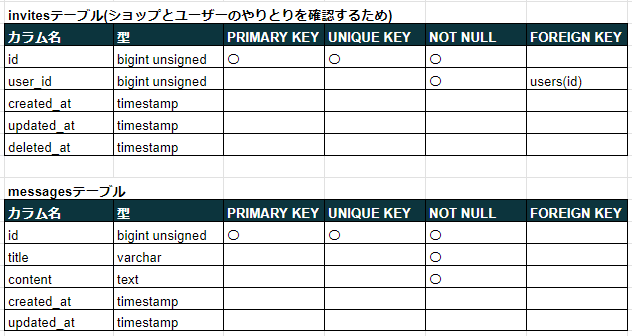 invitesテーブル(ショップとユーザーのやりとりを確認するため)
カラム名 型 PRIMARY KEY UNIQUE KEY NOT NULL FOREIGN KEY
id bigint unsigned 〇 〇 〇
user_id bigint unsigned 〇 users(id)
created_at timestamp
updated_at timestamp
deleted_at timestamp
messagesテーブル
カラム名 型 PRIMARY KEY UNIQUE KEY NOT NULL FOREIGN KEY
id bigint unsigned 〇 〇 〇
title varchar 〇
content text 〇
created_at timestamp
updated_at timestamp